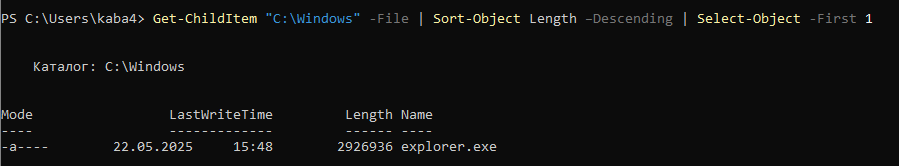 PS C:\Users\kaba4> Get-ChildItem "C:\Windows" -File | Sort-Object Length –Descending | Select-Object -First 1
Каталог: C:\Windows
Mode                 LastWriteTime         Length Name
----                 -------------         ------ ----
-a----        22.05.2025     15:48        2926936 explorer.exe